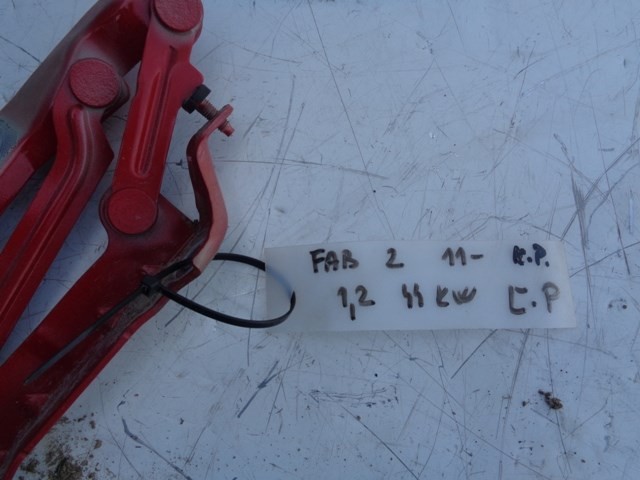 FAB 2 11- K.P.
1,2 44 KW L.P